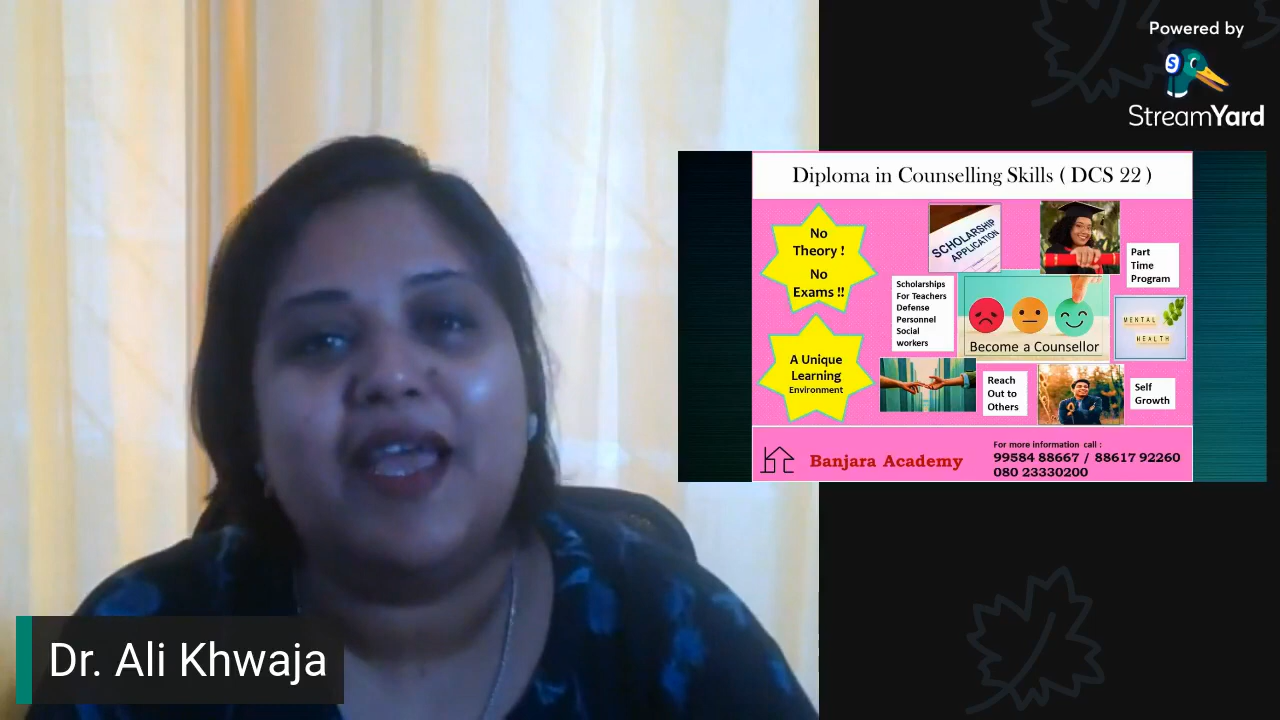 Powered by
S
StreamYard
Diploma in Counselling Skills ( DCS 22 )
No
Theory !
No
Exams !!
SCHOLARSHIP
APPLICATION
Part
Time
Program
Scholarships
For Teachers
Defense
Personnel
Social
workers
Become a Counsellor
MENTAL
HEALTH
A Unique
Learning
Environment
Reach
Out to
Others
Self
Growth
Banjara Academy
For more information call :
99584 88667 / 88617 92260
080 23330200
Dr. Ali Khwaja